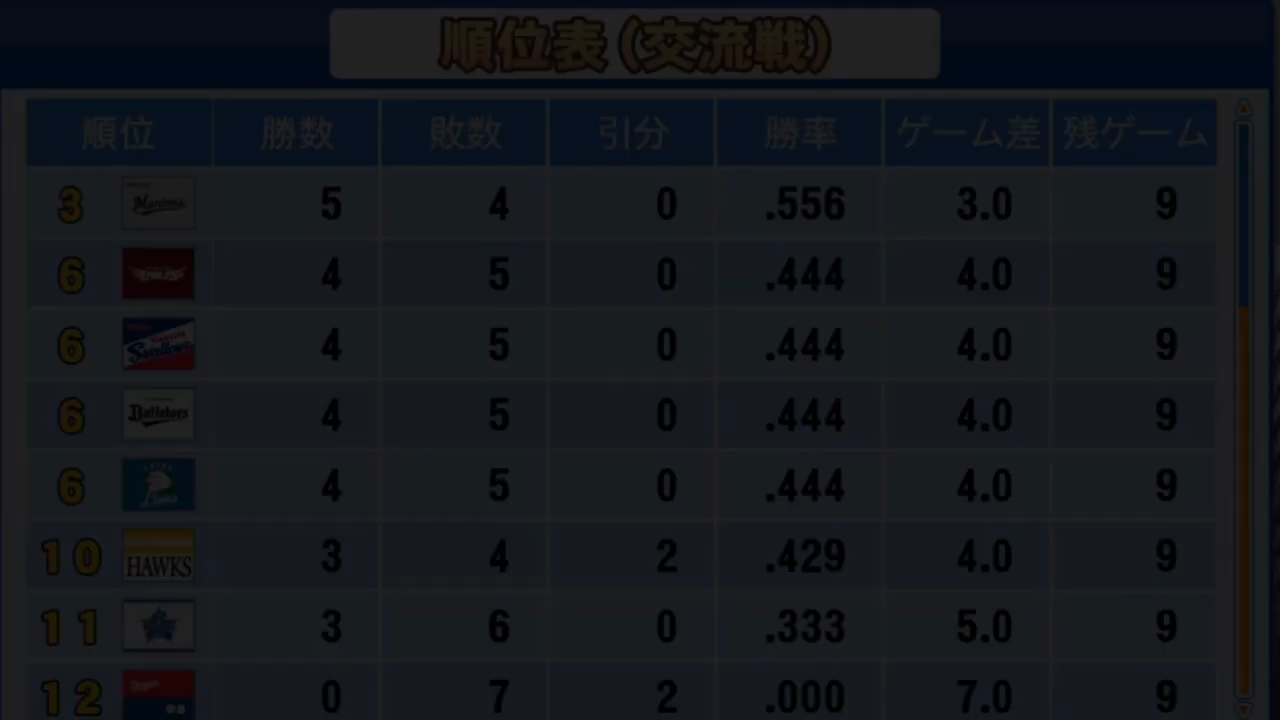 順位表(交流戦)
順位 勝数 敗数 引分 勝率 ゲーム差 残ゲーム
3 Marines 5 4 0 .556 3.0 9
6 EAGLES 4 5 0 .444 4.0 9
6 Swallows 4 5 0 .444 4.0 9
6 Buffaloes 4 5 0 .444 4.0 9
6 Lions 4 5 0 .444 4.0 9
10 HAWKS 3 4 2 .429 4.0 9
11 3 6 0 .333 5.0 9
12 0 7 2 .000 7.0 9